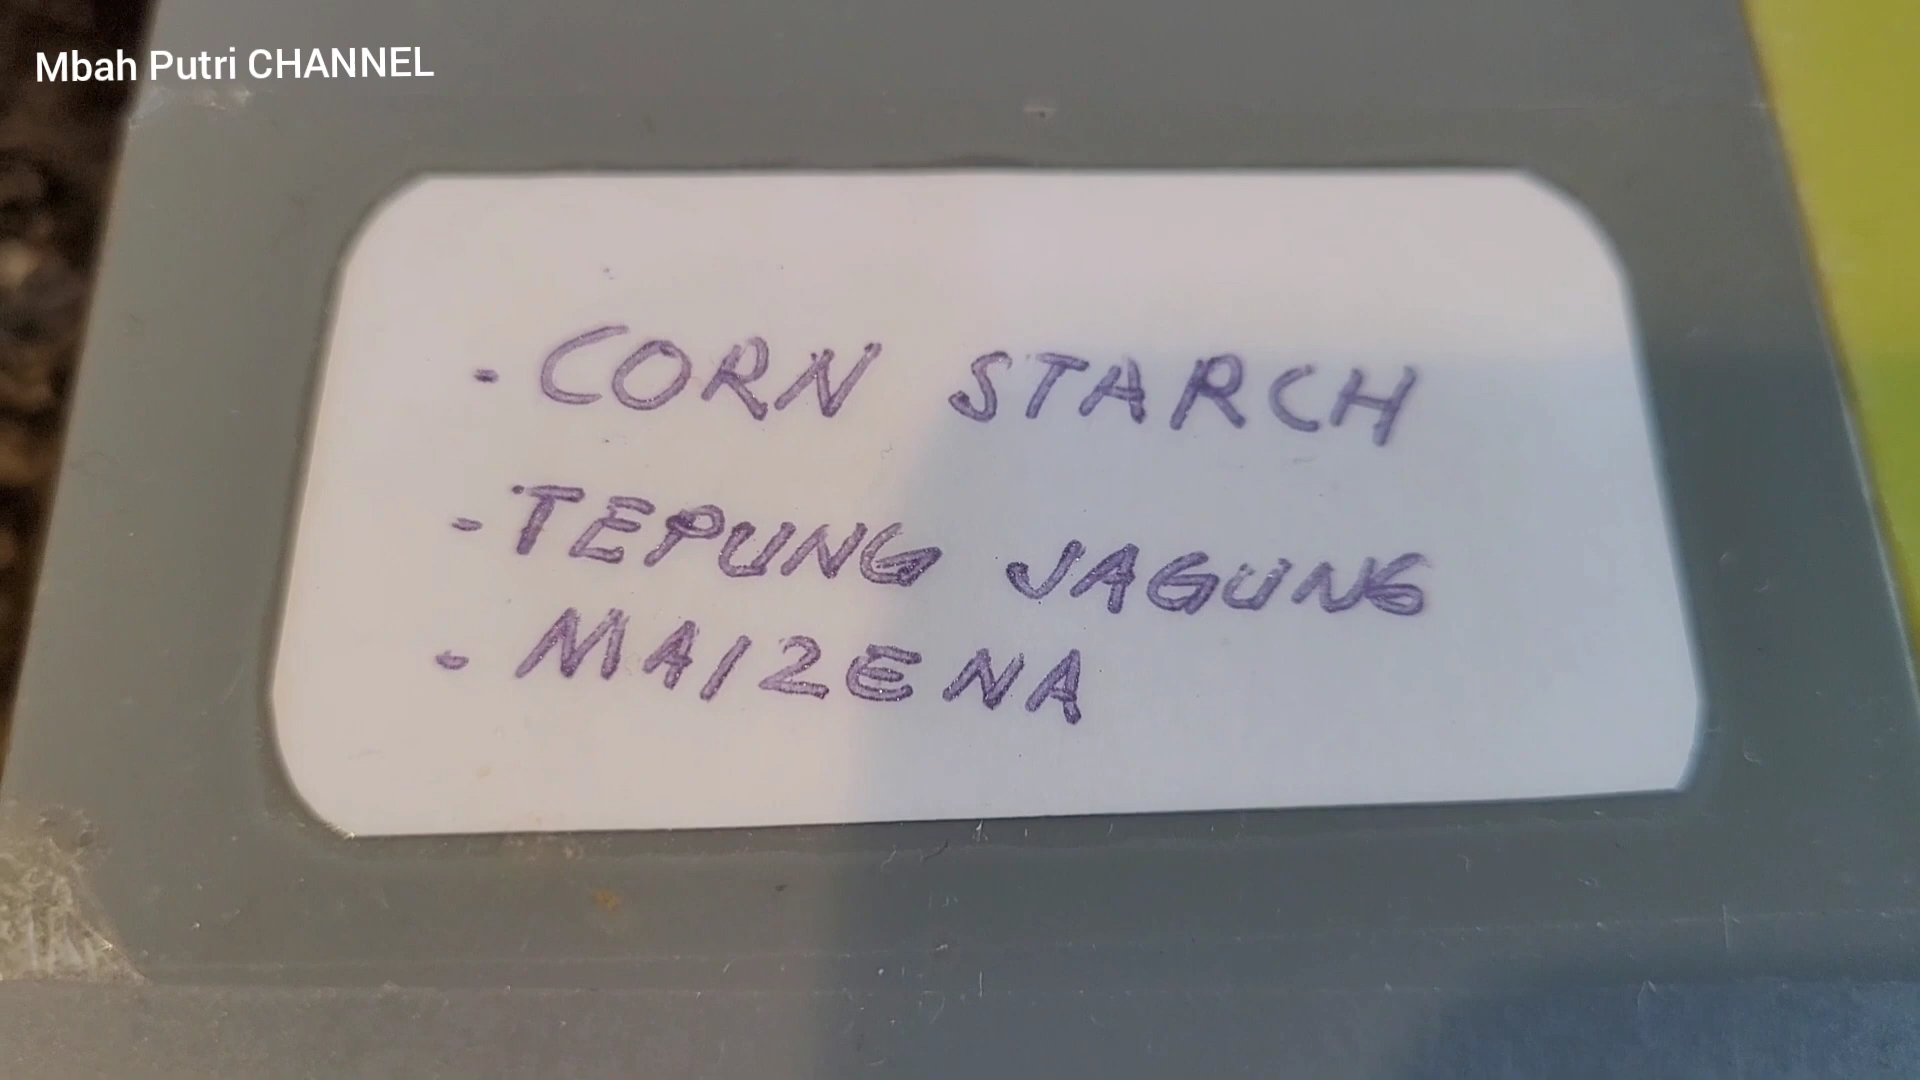 Mbah Putri CHANNEL
- CORN STARCH
- TEPUNG JAGUNG
- MAIZENA